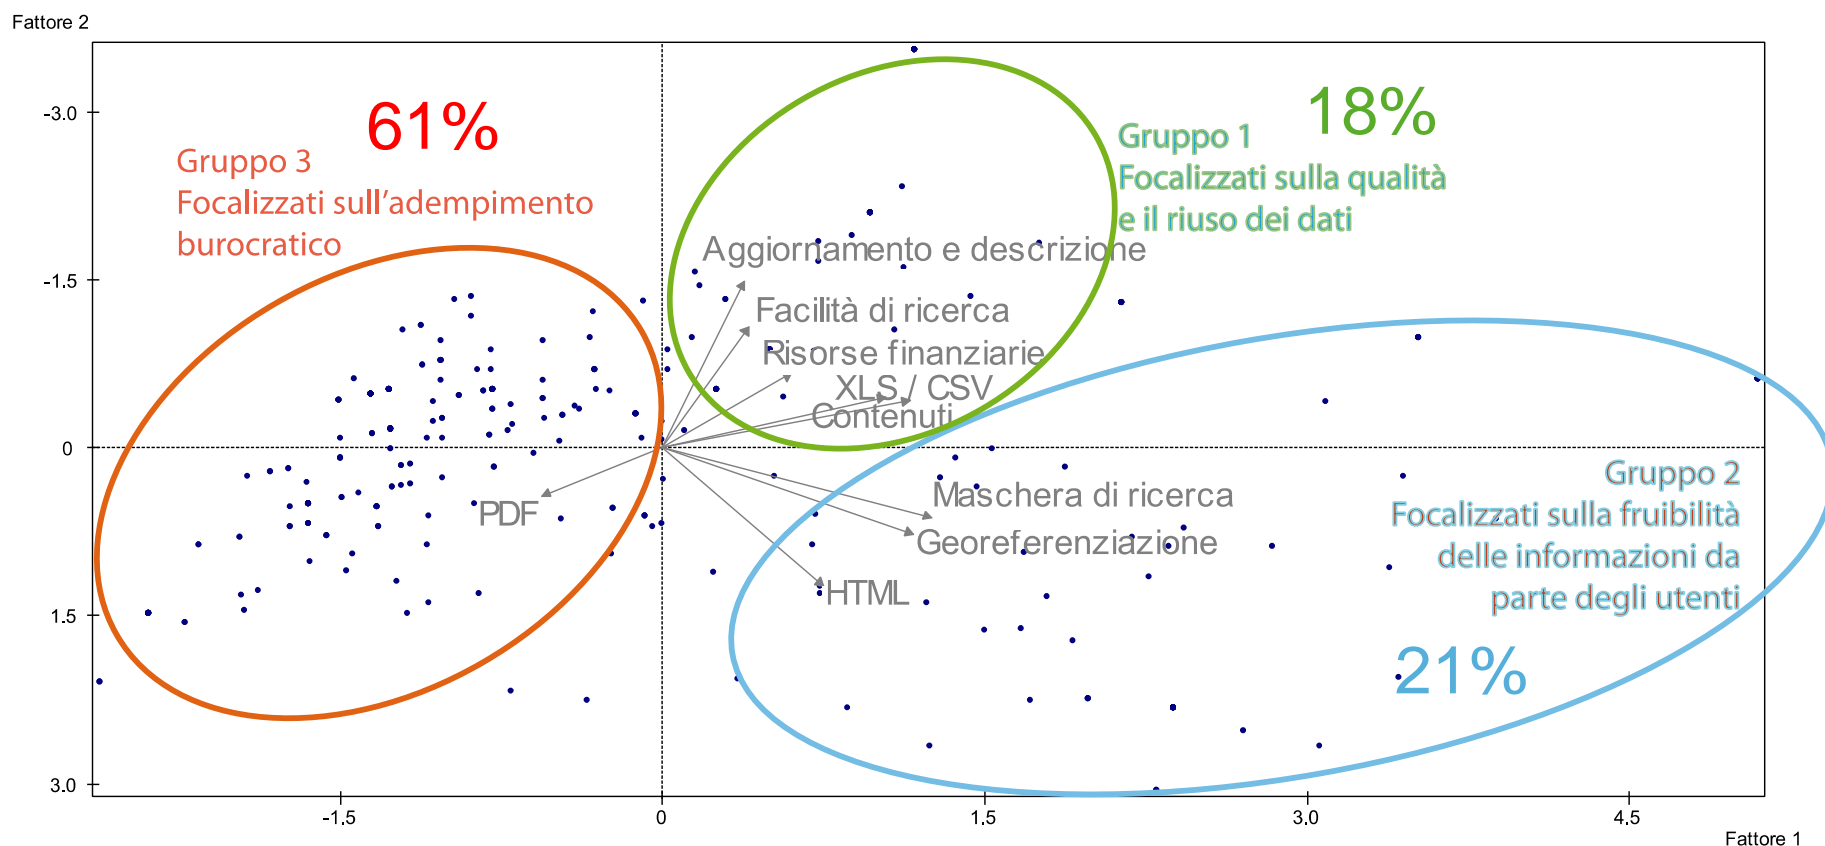 Fattore 2
-3.0
61%
18%
Gruppo 3
Focalizzati sull'adempimento
burocratico
Gruppo 1
Focalizzati sulla qualità
e il riuso dei dati
Aggiornamento e descrizione
-1.5
Facilità di ricerca
Risorse finanziarie
XLS / CSV
Contenuti
0
Gruppo 2
Focalizzati sulla fruibilità
delle informazioni da
parte degli utenti
Maschera di ricerca
PDF
Georeferenziazione
HTML
1.5
21%
3.0
-1.5
0
1.5
3.0
4.5
Fattore 1